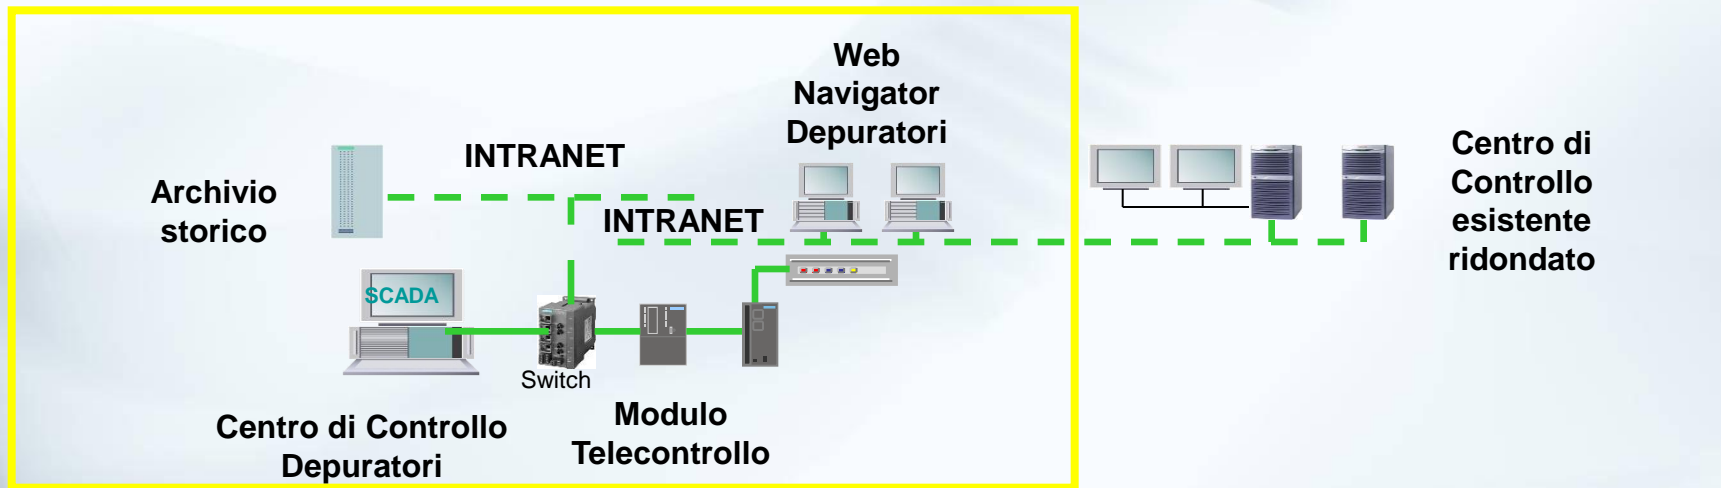 Web
Navigator
Depuratori
INTRANET
Archivio
storico
INTRANET
Centro di
Controllo
esistente
ridondato
SCADA
Switch
Centro di Controllo
Depuratori
Modulo
Telecontrollo